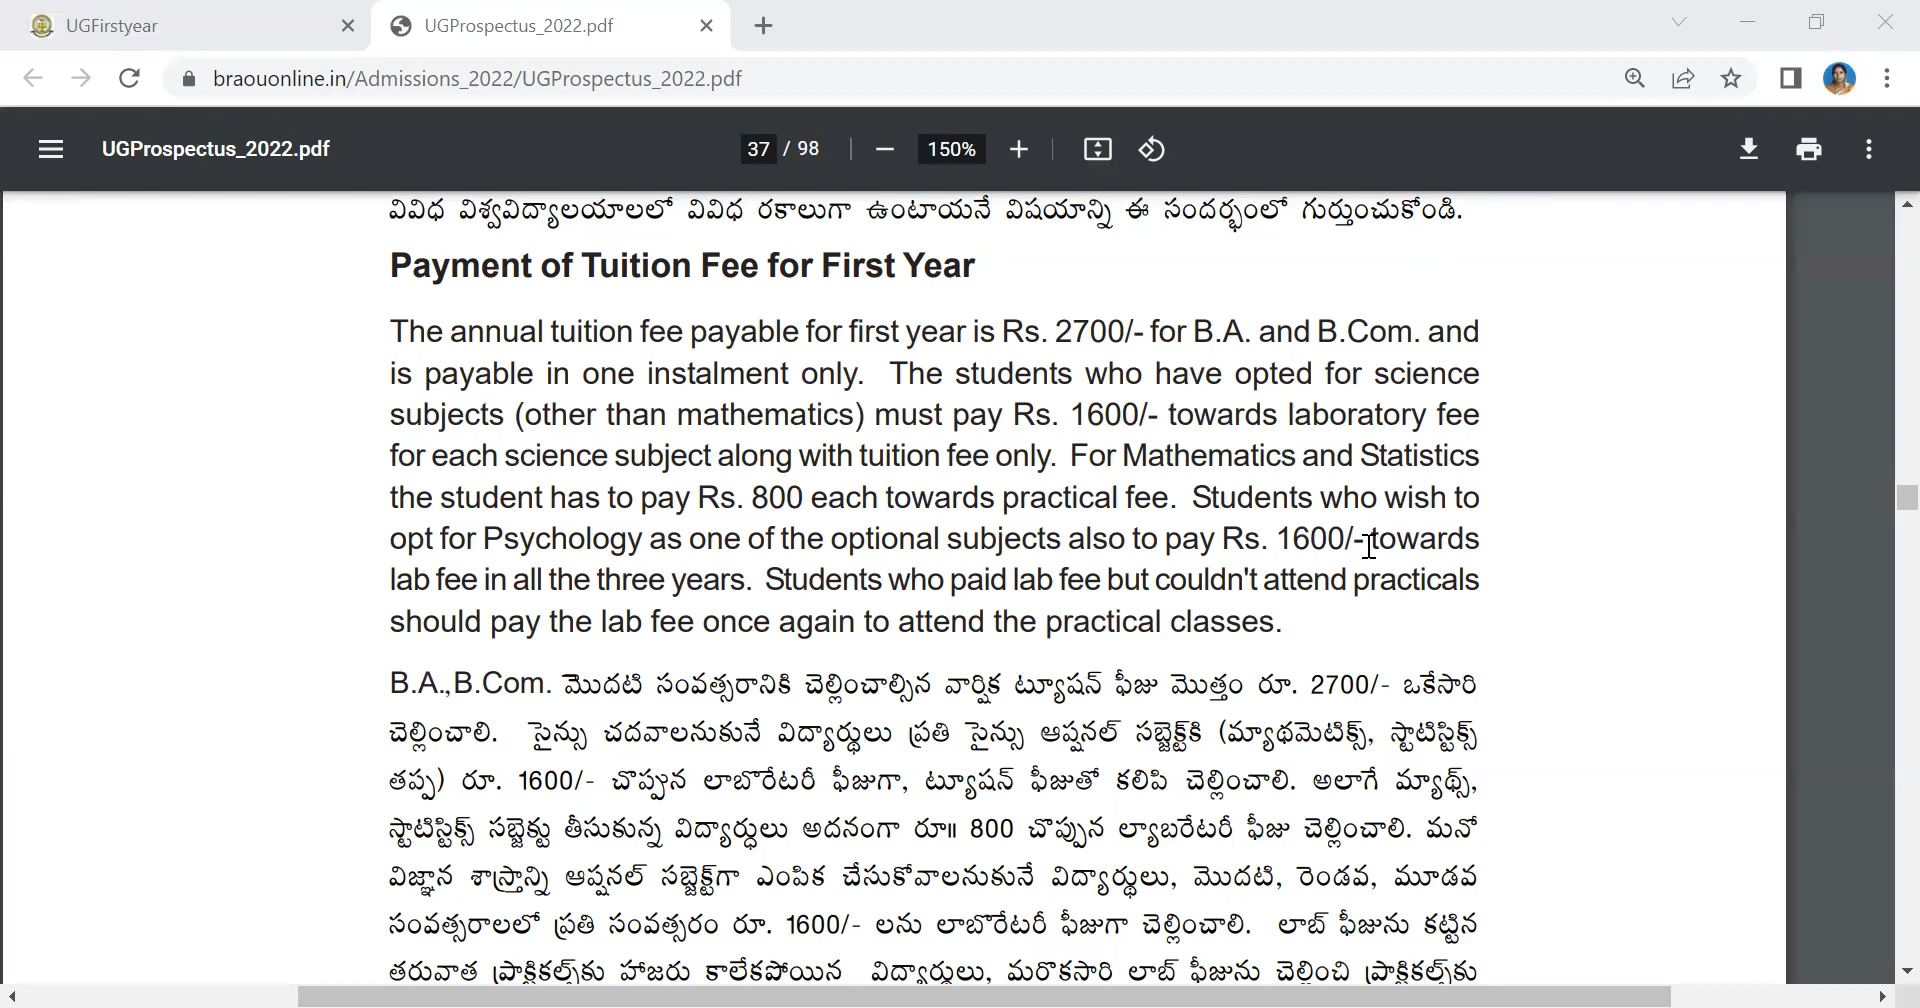 UGFirstyear
UGProspectus_2022.pdf
braouonline.in/Admissions_2022/UGProspectus_2022.pdf
UGProspectus_2022.pdf
37 / 98
150%
వివిధ విశ్వవిద్యాలయాలలో వివిధ రకాలుగా ఉంటాయనే విషయాన్ని ఈ సందర్భంలో గుర్తుంచుకోండి.
Payment of Tuition Fee for First Year
The annual tuition fee payable for first year is Rs. 2700/- for B.A. and B.Com. and
is payable in one instalment only. The students who have opted for science
subjects (other than mathematics) must pay Rs. 1600/- towards laboratory fee
for each science subject along with tuition fee only. For Mathematics and Statistics
the student has to pay Rs. 800 each towards practical fee. Students who wish to
opt for Psychology as one of the optional subjects also to pay Rs. 1600/- towards
lab fee in all the three years. Students who paid lab fee but couldn't attend practicals
should pay the lab fee once again to attend the practical classes.
B.A.,B.Com. మొదటి సంవత్సరానికి చెల్లించాల్సిన వార్షిక ట్యూషన్ ఫీజు మొత్తం రూ. 2700/- ఒకేసారి
చెల్లించాలి. సైన్సు చదవాలనుకునే విద్యార్థులు ప్రతి సైన్సు ఆప్షనల్ సబ్జెక్ట్‌కి (మ్యాథమెటిక్స్, స్టాటిస్టిక్స్
తప్ప) రూ. 1600/- చొప్పున లాబొరేటరీ ఫీజుగా, ట్యూషన్ ఫీజుతో కలిపి చెల్లించాలి. అలాగే మ్యాథ్స్,
స్టాటిస్టిక్స్ సబ్జెక్టు తీసుకున్న విద్యార్ధులు అదనంగా రూ॥ 800 చొప్పున ల్యాబరేటరీ ఫీజు చెల్లించాలి. మనో
విజ్ఞాన శాస్త్రాన్ని ఆప్షనల్ సబ్జెక్ట్‌గా ఎంపిక చేసుకోవాలనుకునే విద్యార్థులు, మొదటి, రెండవ, మూడవ
సంవత్సరాలలో ప్రతి సంవత్సరం రూ. 1600/- లను లాబొరేటరీ ఫీజుగా చెల్లించాలి. లాబ్ ఫీజును కట్టిన
తరువాత ప్రాక్టికల్స్‌కు హాజరు కాలేకపోయిన విద్యార్థులు, మరొకసారి లాబ్ ఫీజును చెల్లించి ప్రాక్టికల్స్‌కు